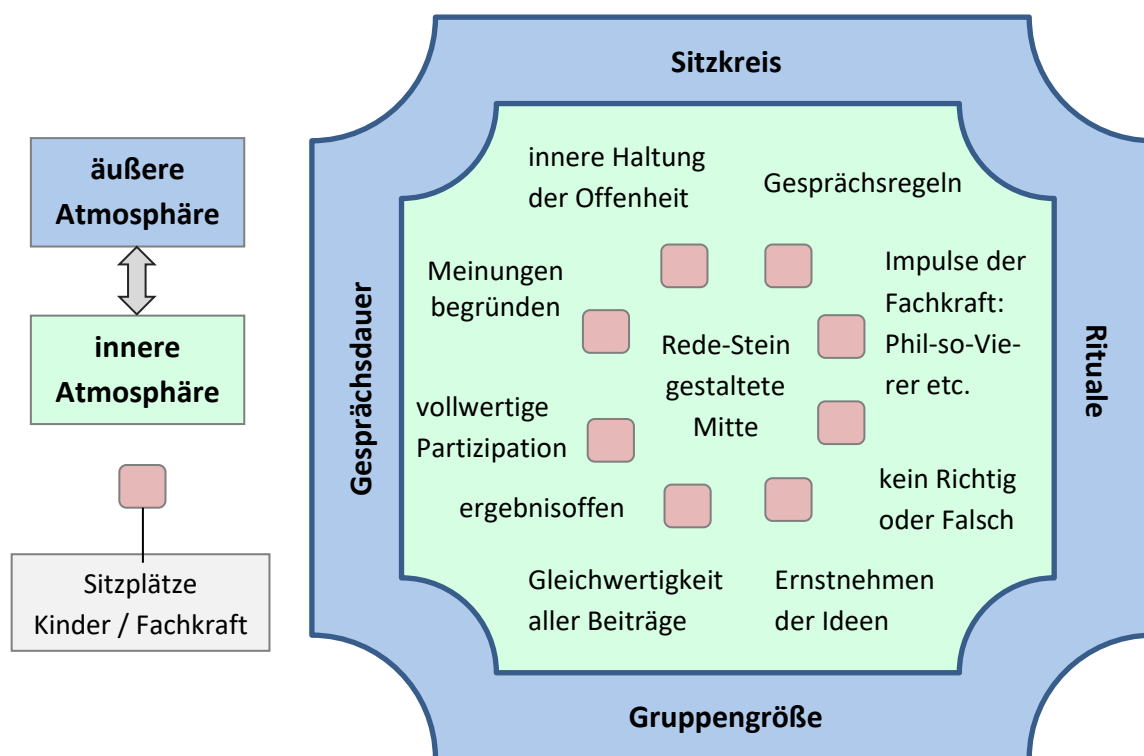 äußere
Atmosphäre
innere
Atmosphäre
Sitzplätze
Kinder / Fachkraft
Sitzkreis
Gesprächsdauer
Rituale
Gruppengröße
innere Haltung
der Offenheit
Gesprächsregeln
Meinungen
begründen
Impulse der
Fachkraft:
Phil-so-Vie-
rer etc.
Rede-Stein
gestaltete
Mitte
vollwertige
Partizipation
ergebnisoffen
kein Richtig
oder Falsch
Gleichwertigkeit
aller Beiträge
Ernstnehmen
der Ideen